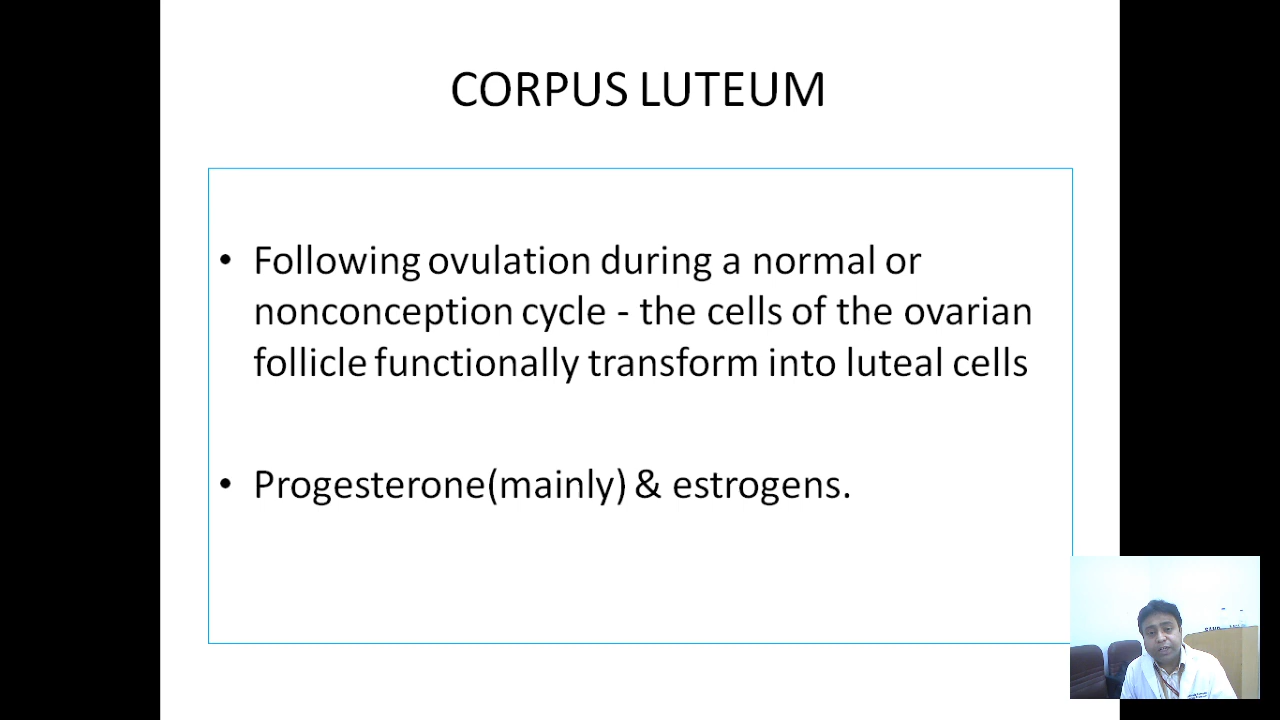 CORPUS LUTEUM
• Following ovulation during a normal or
nonconception cycle - the cells of the ovarian
follicle functionally transform into luteal cells
• Progesterone(mainly) & estrogens.